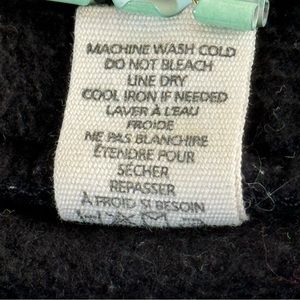 MACHINE WASH COLD
DO NOT BLEACH
LINE DRY
COOL IRON IF NEEDED
LAVER À L'EAU
FROIDE
NE PAS BLANCHIRE
ÉTENDRE POUR
SÉCHER
REPASSER
À FROID SI BESOIN